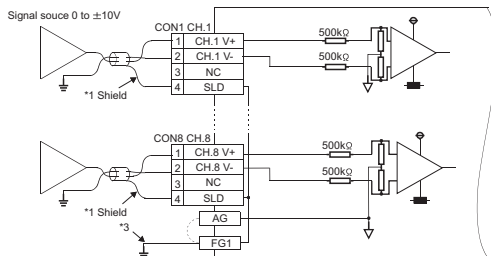 Signal souce 0 to ±10V
CON1 CH.1
1 CH.1 V+
2 CH.1 V-
3 NC
4 SLD
500kΩ
500kΩ
*1 Shield
CON8 CH.8
1 CH.8 V+
2 CH.8 V-
3 NC
4 SLD
500kΩ
500kΩ
*1 Shield
AG
*3
FG1